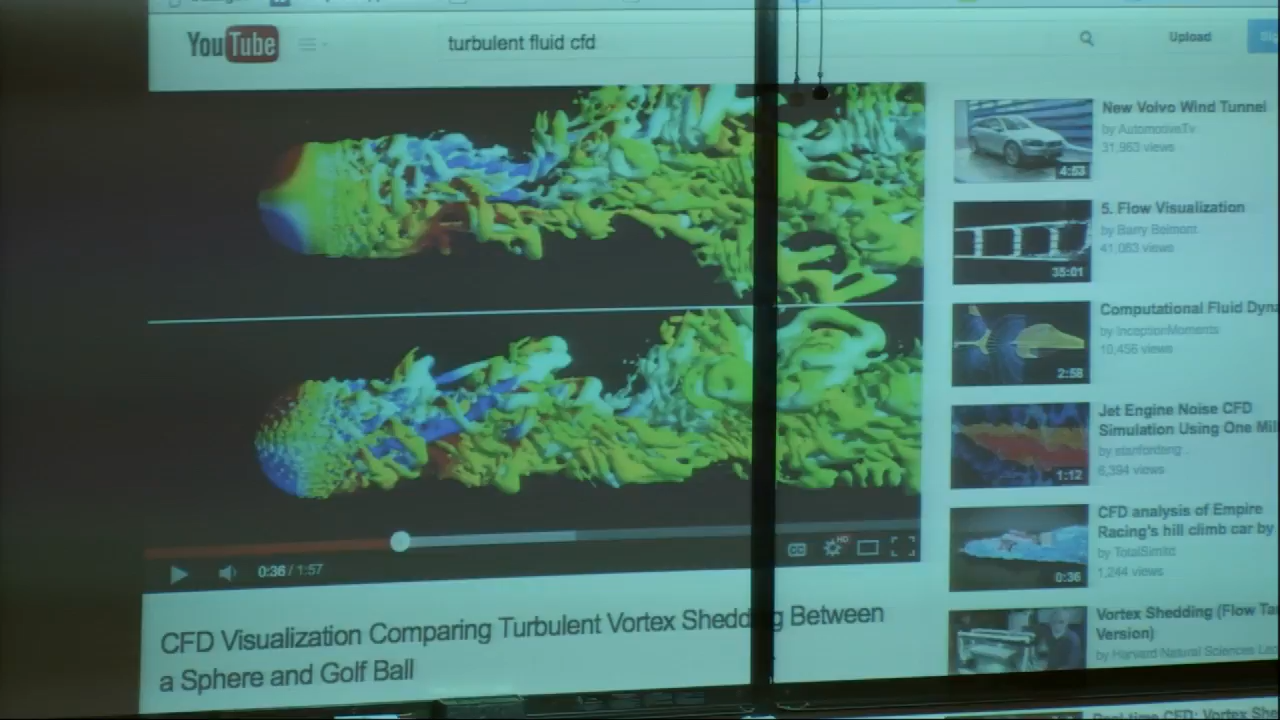 YouTube
turbulent fluid cfd
Upload
New Volvo Wind Tunnel
by AutomotiveTv
31,963 views
4:53
5. Flow Visualization
by Barry Belmont
41,083 views
35:01
Computational Fluid Dyna
by InceptionMoments
10,456 views
2:58
Jet Engine Noise CFD
Simulation Using One Mil
by stanfordeng
6,394 views
1:12
CFD analysis of Empire
Racing's hill climb car by
by TotalSimltd
1,244 views
0:36
CC
HD
0:36 / 1:57
CFD Visualization Comparing Turbulent Vortex Shedding Between
a Sphere and Golf Ball
Vortex Shedding (Flow Ta
Version)
by Harvard Natural Sciences Lec